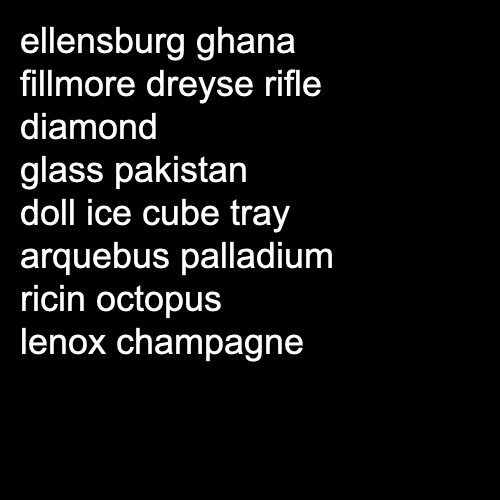 ellensburg ghana
fillmore dreyse rifle
diamond
glass pakistan
doll ice cube tray
arquebus palladium
ricin octopus
lenox champagne